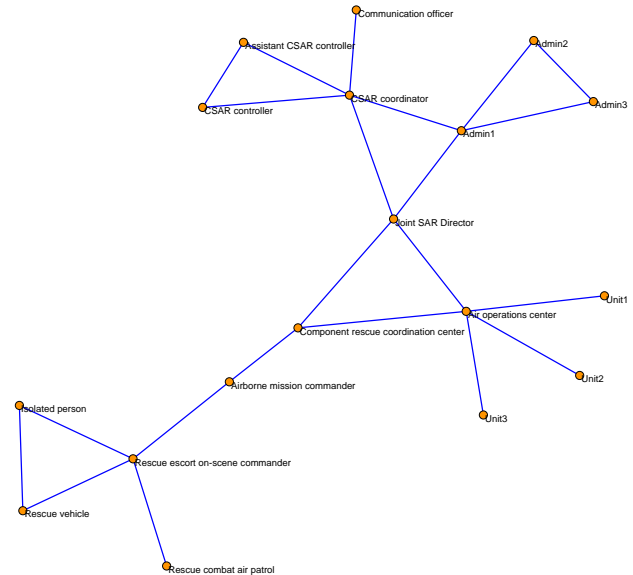 Communication officer
Assistant CSAR controller
Admin2
CSAR coordinator
Admin3
CSAR controller
Admin1
Joint SAR Director
Unit1
Air operations center
Component rescue coordination center
Unit2
Airborne mission commander
Isolated person
Unit3
Rescue escort on-scene commander
Rescue vehicle
Rescue combat air patrol